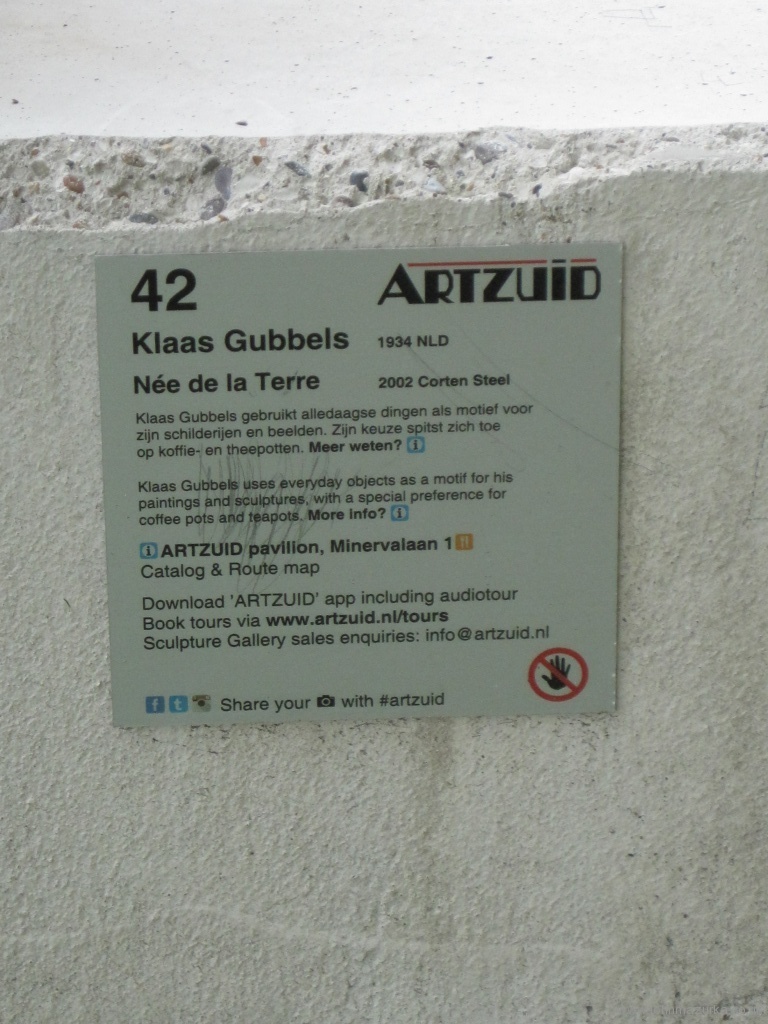 42 ARTZUID
Klaas Gubbels 1934 NLD
Née de la Terre 2002 Corten Steel
Klaas Gubbels gebruikt alledaagse dingen als motief voor
zijn schilderijen en beelden. Zijn keuze spitst zich toe
op koffie- en theepotten. Meer weten? i
Klaas Gubbels uses everyday objects as a motif for his
paintings and sculptures, with a special preference for
coffee pots and teapots. More info? i
i ARTZUID pavilion, Minervalaan 1
Catalog & Route map
Download 'ARTZUID' app including audiotour
Book tours via www.artzuid.nl/tours
Sculpture Gallery sales enquiries: info@artzuid.nl
f t Share your with #artzuid